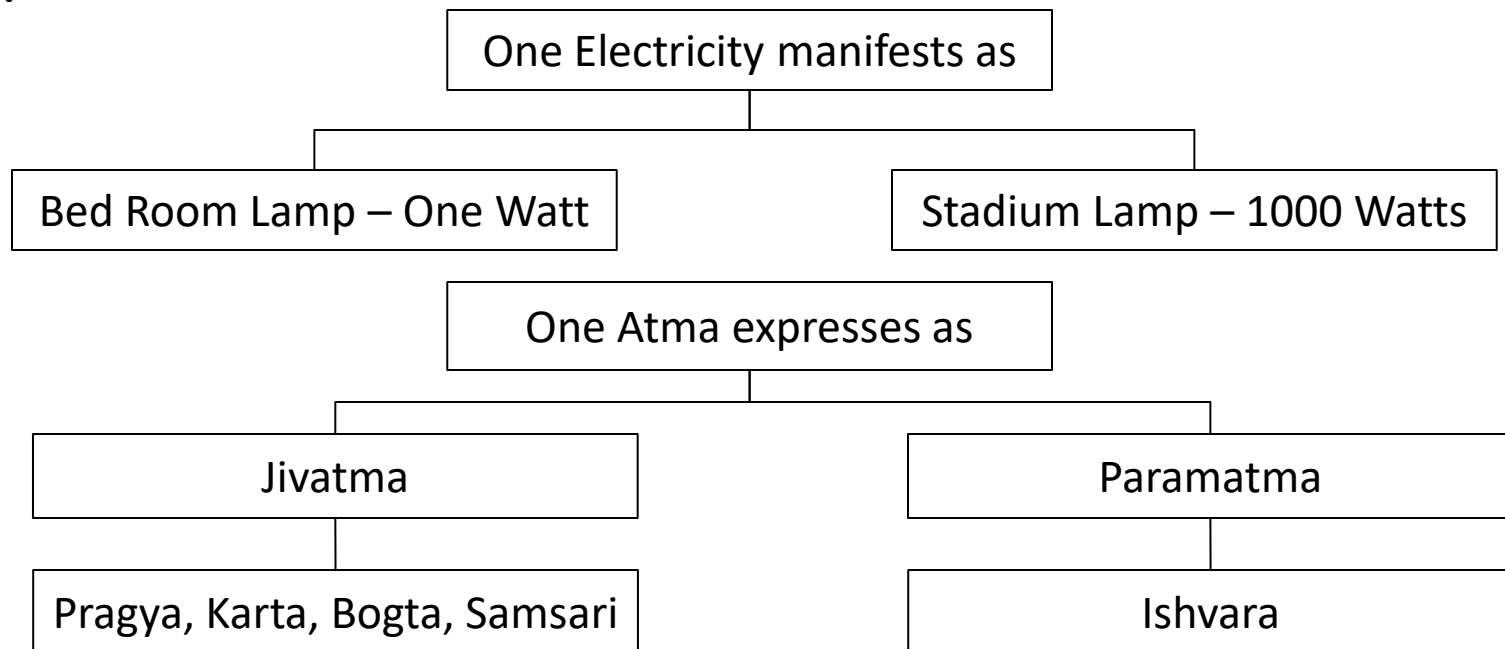 One Electricity manifests as
Bed Room Lamp – One Watt
Stadium Lamp – 1000 Watts
One Atma expresses as
Jivatma
Paramatma
Pragya, Karta, Bogta, Samsari
Ishvara